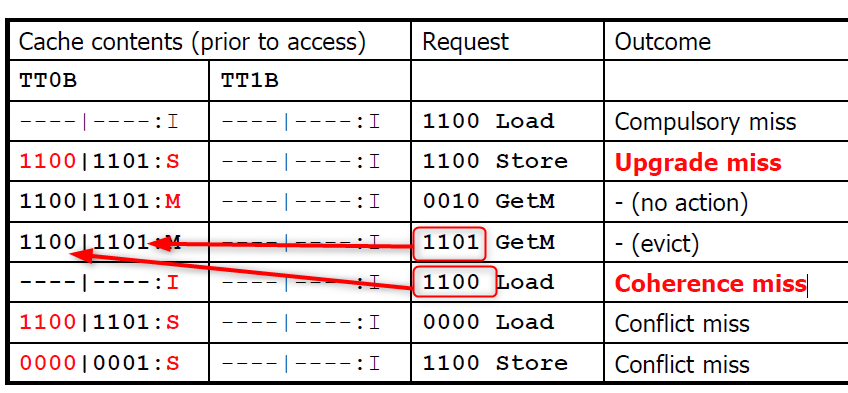 Cache contents (prior to access) Request Outcome
TT0B TT1B
----|----:I ----|----:I 1100 Load Compulsory miss
1100|1101:S ----|----:I 1100 Store Upgrade miss
1100|1101:M ----|----:I 0010 GetM - (no action)
1100|1101:M ----|----:I 1101 GetM - (evict)
----|----:I ----|----:I 1100 Load Coherence miss
1100|1101:S ----|----:I 0000 Load Conflict miss
0000|0001:S ----|----:I 1100 Store Conflict miss